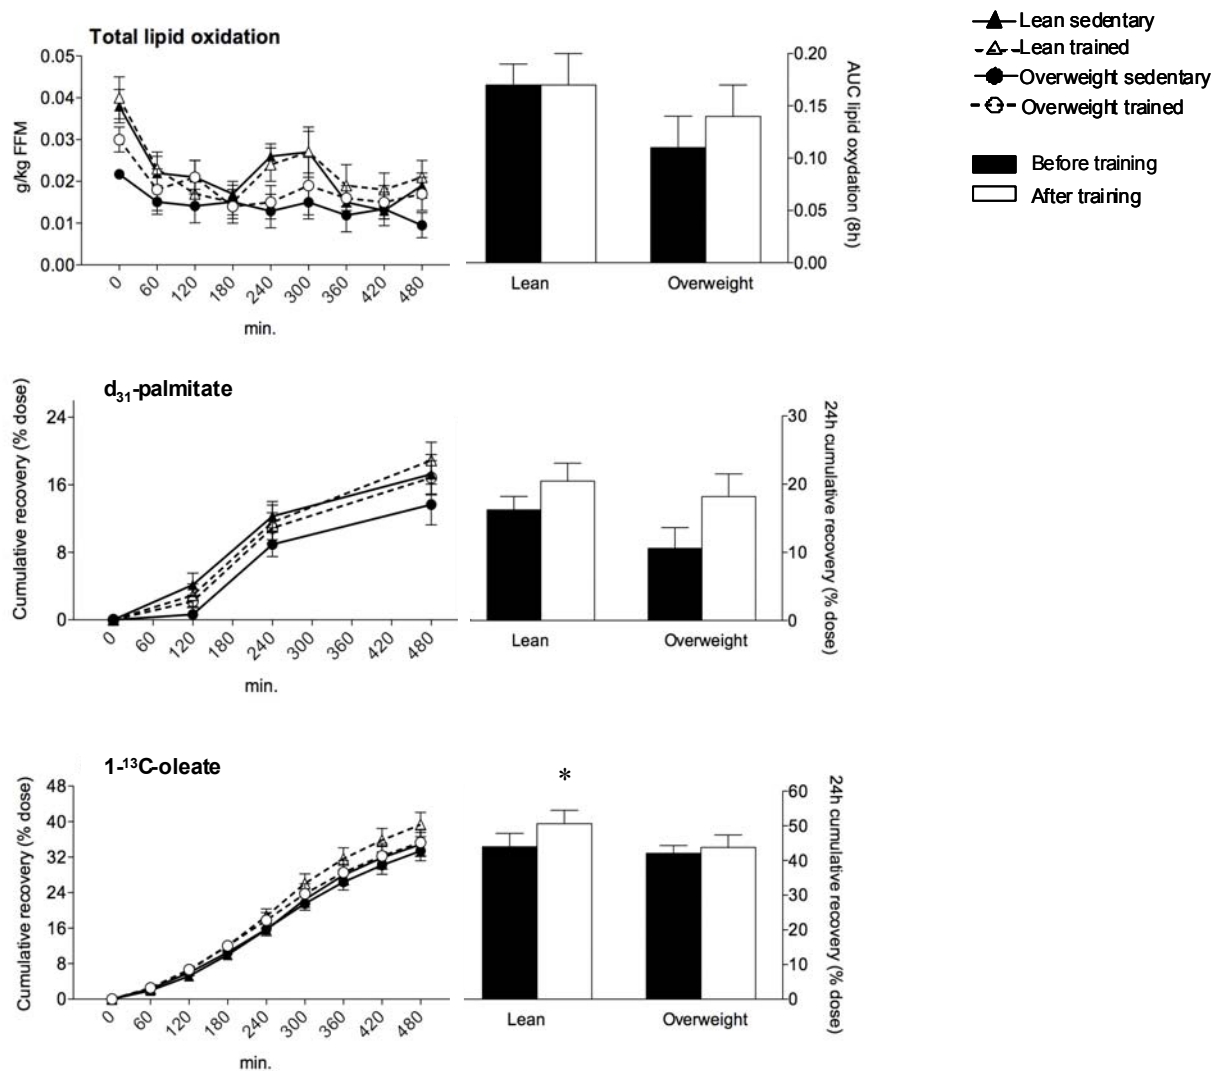 Total lipid oxidation
0.05
0.04
0.03
0.02
0.01
0.00
g/kg FFM
0 60 120 180 240 300 360 420 480
min.
0.20
0.15
0.10
0.05
0.00
AUC lipid oxydation (8h)
Lean Overweight
Lean sedentary
Lean trained
Overweight sedentary
Overweight trained
Before training
After training
d31-palmitate
Cumulative recovery (% dose)
24
16
8
0
0 60 120 180 240 300 360 420 480
min.
30
20
10
0
24h cumulative recovery (% dose)
Lean Overweight
1-¹³C-oleate
Cumulative recovery (% dose)
48
40
32
24
16
8
0
0 60 120 180 240 300 360 420 480
min.
*
60
50
40
30
20
10
0
24h cumulative recovery (% dose)
Lean Overweight